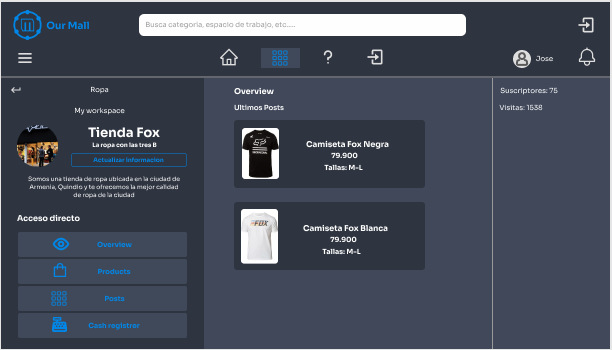 Our Mall
Busca categoria, espacio de trabajo, etc.....
Jose
Ropa
My workspace
Tienda Fox
La ropa con las tres B
Actualizar informacion
Somos una tienda de ropa ubicada en la ciudad de
Armenia, Quindio y te ofrecemos la mejor calidad
de ropa de la ciudad
Acceso directo
Overview
Products
Posts
Cash registrer
Overview
Ultimos Posts
Camiseta Fox Negra
79.900
Tallas: M-L
FOX
Camiseta Fox Blanca
79.900
Tallas: M-L
Suscriptores: 75
Visitas: 1538